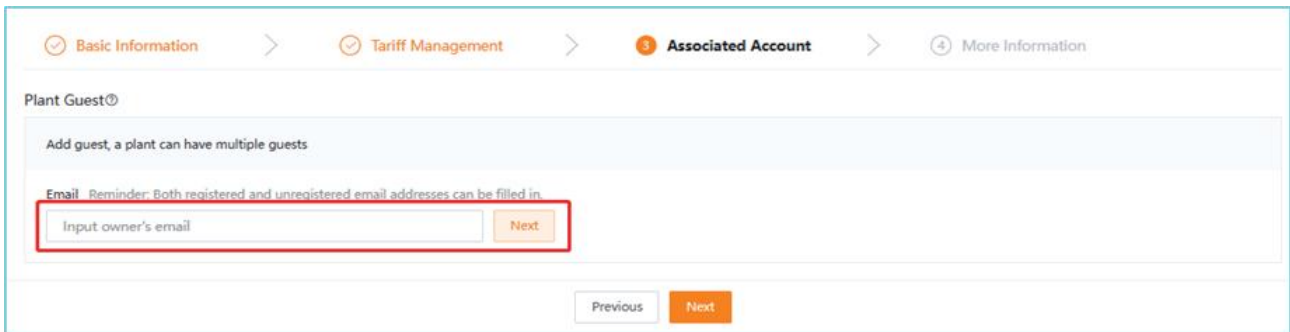 Basic Information > Tariff Management > 3 Associated Account > 4 More Information
Plant Guest?
Add guest, a plant can have multiple guests
Email Reminder: Both registered and unregistered email addresses can be filled in.
Input owner's email Next
Previous Next